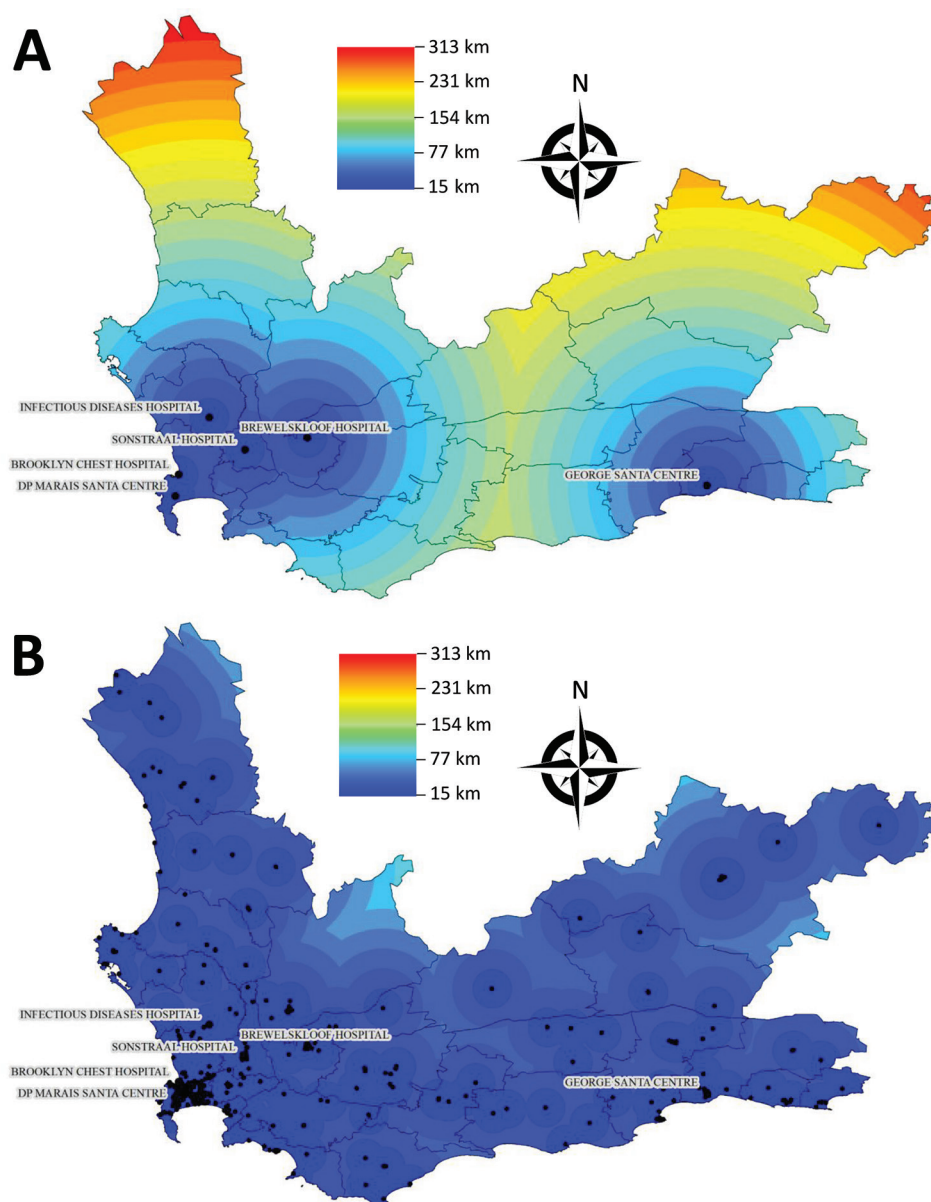 A
313 km
231 km
154 km
77 km
15 km
N
INFECTIOUS DISEASES HOSPITAL
SONSTRAAL HOSPITAL
BREWELSKLOOF HOSPITAL
BROOKLYN CHEST HOSPITAL
DP MARAIS SANTA CENTRE
GEORGE SANTA CENTRE
B
313 km
231 km
154 km
77 km
15 km
N
INFECTIOUS DISEASES HOSPITAL
SONSTRAAL HOSPITAL
BREWELSKLOOF HOSPITAL
BROOKLYN CHEST HOSPITAL
DP MARAIS SANTA CENTRE
GEORGE SANTA CENTRE